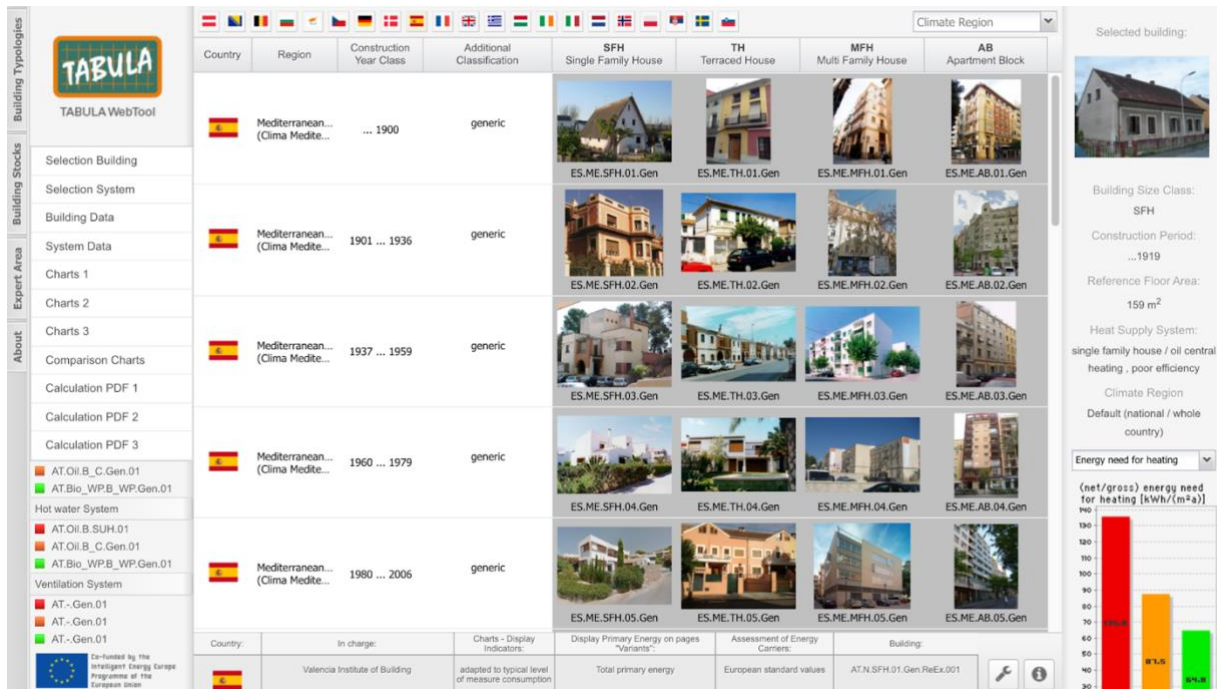 Building Typologies
Building Stocks
Expert Area
About
TABULA
TABULA WebTool
Selection Building
Selection System
Building Data
System Data
Charts 1
Charts 2
Charts 3
Comparison Charts
Calculation PDF 1
Calculation PDF 2
Calculation PDF 3
AT.Oil.B_C.Gen.01
AT.Bio_WP.B_WP.Gen.01
Hot water System
AT.Oil.B.SUH.01
AT.Oil.B_C.Gen.01
AT.Bio_WP.B_WP.Gen.01
Ventilation System
AT.-.Gen.01
AT.-.Gen.01
AT.-.Gen.01
Co-funded by the
Intelligent Energy Europe
Programme of the
European Union
Climate Region
Country
Region
Construction
Year Class
Additional
Classification
SFH
Single Family House
TH
Terraced House
MFH
Multi Family House
AB
Apartment Block
Mediterranean...
(Clima Medite...
... 1900
generic
ES.ME.SFH.01.Gen
ES.ME.TH.01.Gen
ES.ME.MFH.01.Gen
ES.ME.AB.01.Gen
Mediterranean...
(Clima Medite...
1901 ... 1936
generic
ES.ME.SFH.02.Gen
ES.ME.TH.02.Gen
ES.ME.MFH.02.Gen
ES.ME.AB.02.Gen
Mediterranean...
(Clima Medite...
1937 ... 1959
generic
ES.ME.SFH.03.Gen
ES.ME.TH.03.Gen
ES.ME.MFH.03.Gen
ES.ME.AB.03.Gen
Mediterranean...
(Clima Medite...
1960 ... 1979
generic
ES.ME.SFH.04.Gen
ES.ME.TH.04.Gen
ES.ME.MFH.04.Gen
ES.ME.AB.04.Gen
Mediterranean...
(Clima Medite...
1980 ... 2006
generic
ES.ME.SFH.05.Gen
ES.ME.TH.05.Gen
ES.ME.MFH.05.Gen
ES.ME.AB.05.Gen
Country:
In charge:
Charts - Display
Indicators:
Display Primary Energy on pages
"Variants":
Assessment of Energy
Carriers:
Building:
Valencia Institute of Building
adapted to typical level
of measure consumption
Total primary energy
European standard values
AT.N.SFH.01.Gen.ReEx.001
Selected building:
Building Size Class:
SFH
Construction Period:
...1919
Reference Floor Area:
159 m²
Heat Supply System:
single family house / oil central
heating , poor efficiency
Climate Region
Default (national / whole
country)
Energy need for heating
(net/gross) energy need
for heating [kWh/(m²a)]
140
130
120
110
100
90
80
70
60
50
40
30
87.5